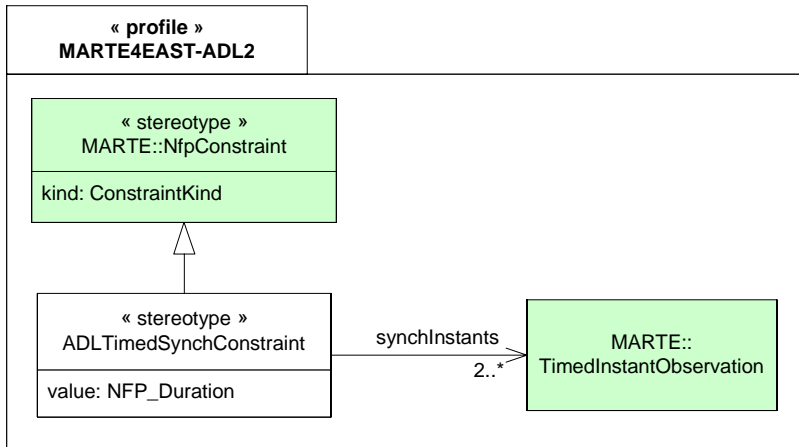 « profile »
MARTE4EAST-ADL2
« stereotype »
MARTE::NfpConstraint
kind: ConstraintKind
« stereotype »
ADLTimedSynchConstraint
value: NFP_Duration
synchInstants
2..*
MARTE::
TimedInstantObservation